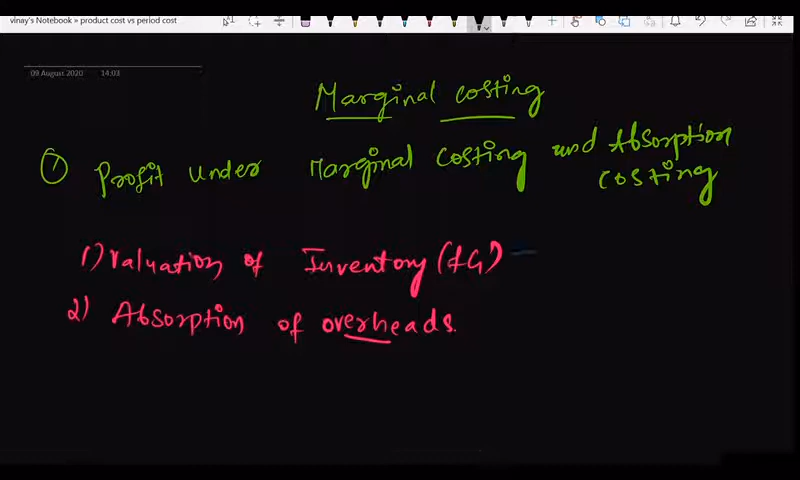 vinay's Notebook » product cost vs period cost
09 August 2020 14:03
Marginal costing
① Profit under Marginal costing and Absorption
costing
1) Valuation of Inventory (FG)
2) Absorption of overheads.